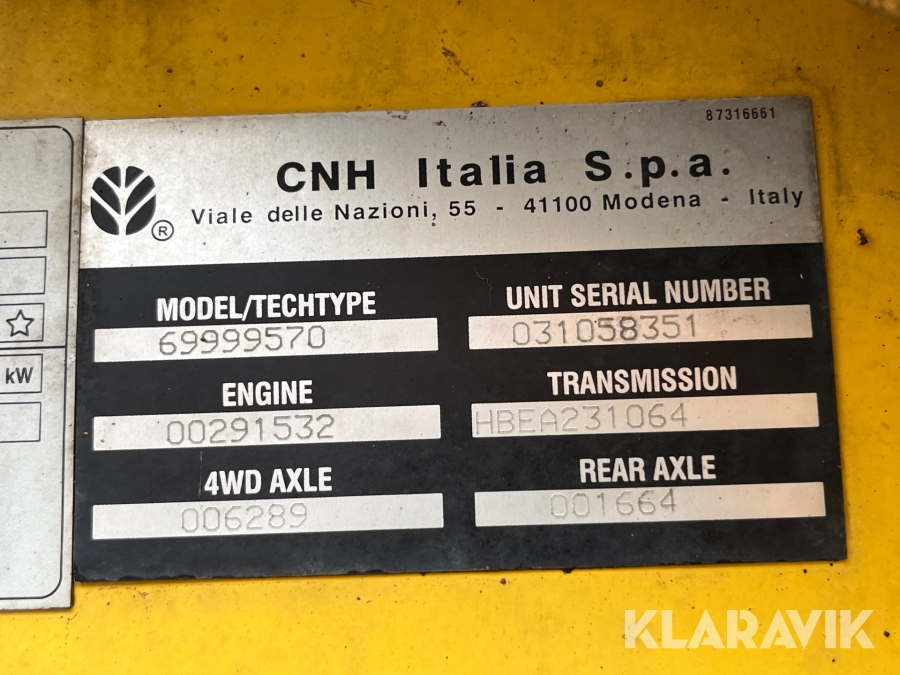 87316661
CNH Italia S.p.a.
Viale delle Nazioni, 55 - 41100 Modena - Italy
®
kW
MODEL/TECHTYPE
69999570
UNIT SERIAL NUMBER
031058351
ENGINE
00291532
TRANSMISSION
HBEA231064
4WD AXLE
006289
REAR AXLE
001664
KLARAVIK